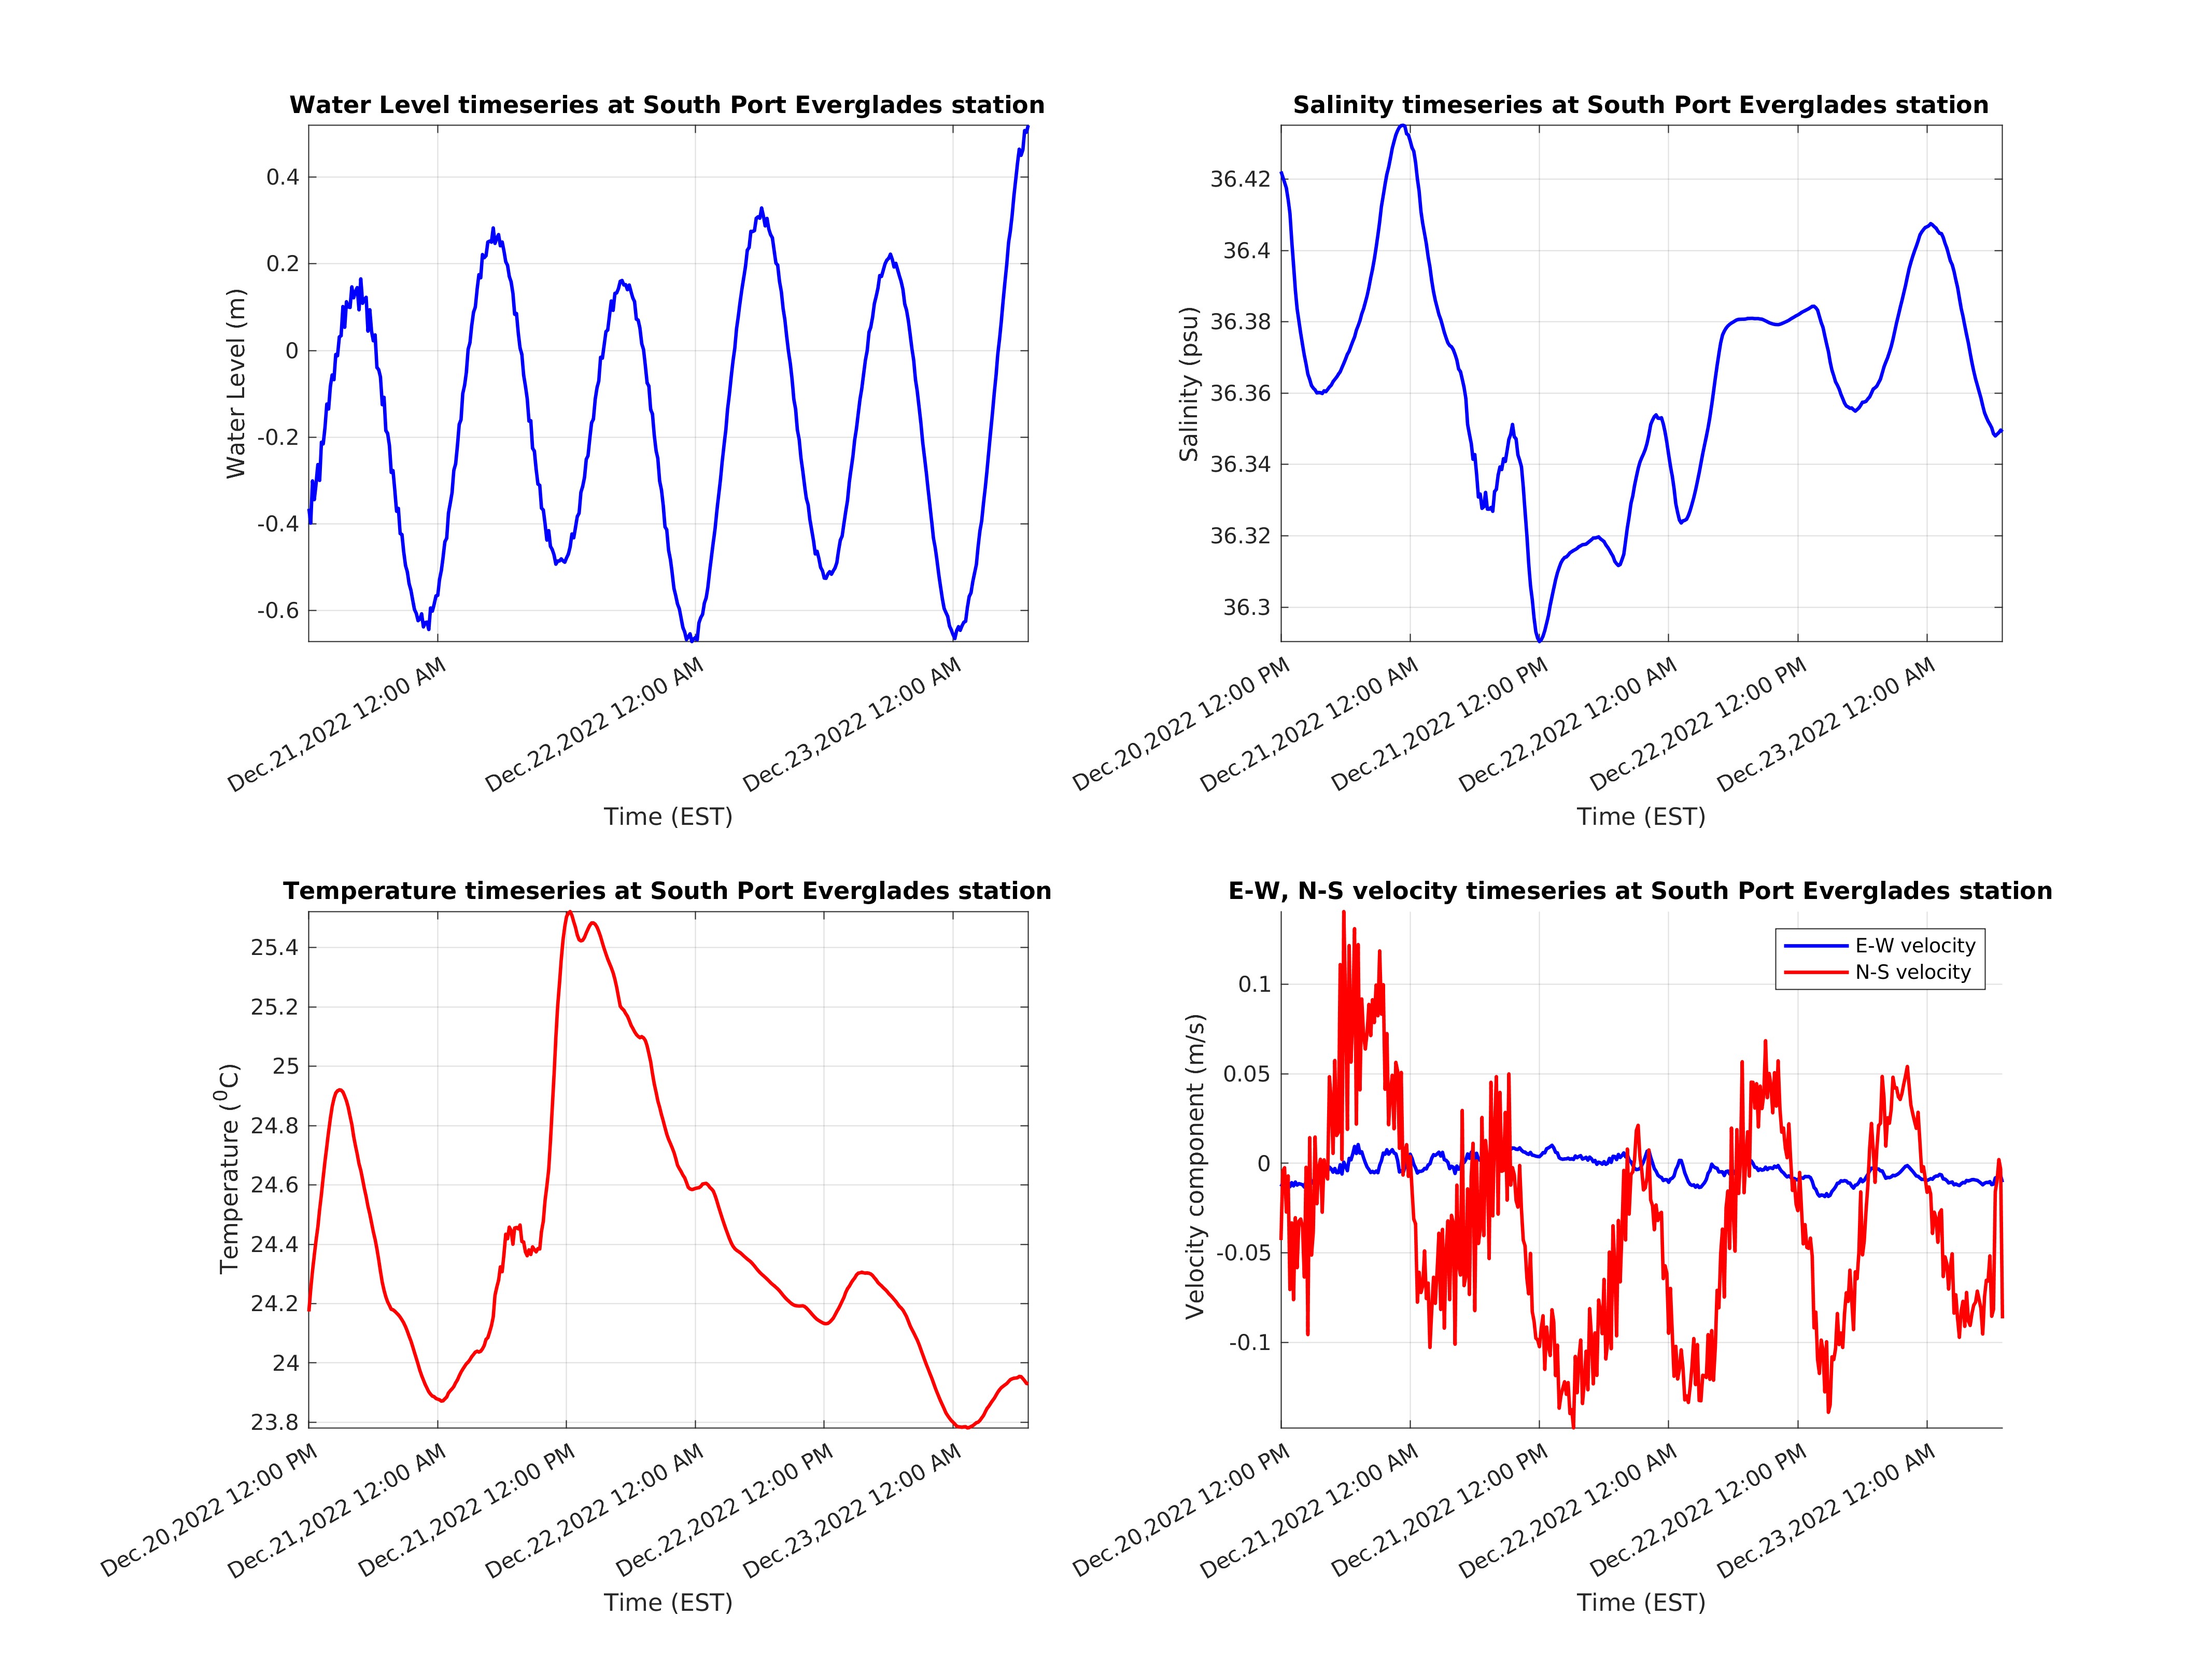 Water Level timeseries at South Port Everglades station
Water Level (m)
0.4
0.2
0
-0.2
-0.4
-0.6
Dec.21,2022 12:00 AM
Dec.22,2022 12:00 AM
Dec.23,2022 12:00 AM
Time (EST)
Salinity timeseries at South Port Everglades station
Salinity (psu)
36.42
36.4
36.38
36.36
36.34
36.32
36.3
Dec.20,2022 12:00 PM
Dec.21,2022 12:00 AM
Dec.21,2022 12:00 PM
Dec.22,2022 12:00 AM
Dec.22,2022 12:00 PM
Dec.23,2022 12:00 AM
Time (EST)
Temperature timeseries at South Port Everglades station
Temperature (⁰C)
25.4
25.2
25
24.8
24.6
24.4
24.2
24
23.8
Dec.20,2022 12:00 PM
Dec.21,2022 12:00 AM
Dec.21,2022 12:00 PM
Dec.22,2022 12:00 AM
Dec.22,2022 12:00 PM
Dec.23,2022 12:00 AM
Time (EST)
E-W, N-S velocity timeseries at South Port Everglades station
E-W velocity
N-S velocity
Velocity component (m/s)
0.1
0.05
0
-0.05
-0.1
Dec.20,2022 12:00 PM
Dec.21,2022 12:00 AM
Dec.21,2022 12:00 PM
Dec.22,2022 12:00 AM
Dec.22,2022 12:00 PM
Dec.23,2022 12:00 AM
Time (EST)